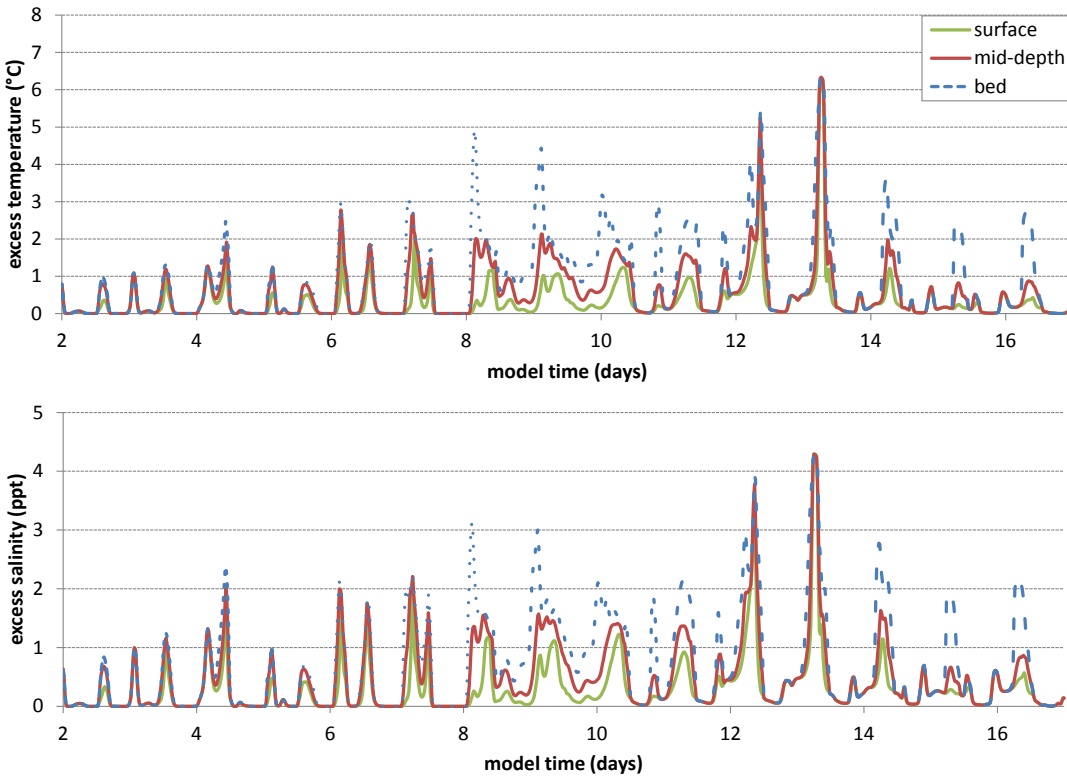 8
7
6
5
4
3
2
1
0
excess temperature (°C)
surface
mid-depth
bed
2 4 6 8 10 12 14 16
model time (days)
5
4
3
2
1
0
excess salinity (ppt)
2 4 6 8 10 12 14 16
model time (days)